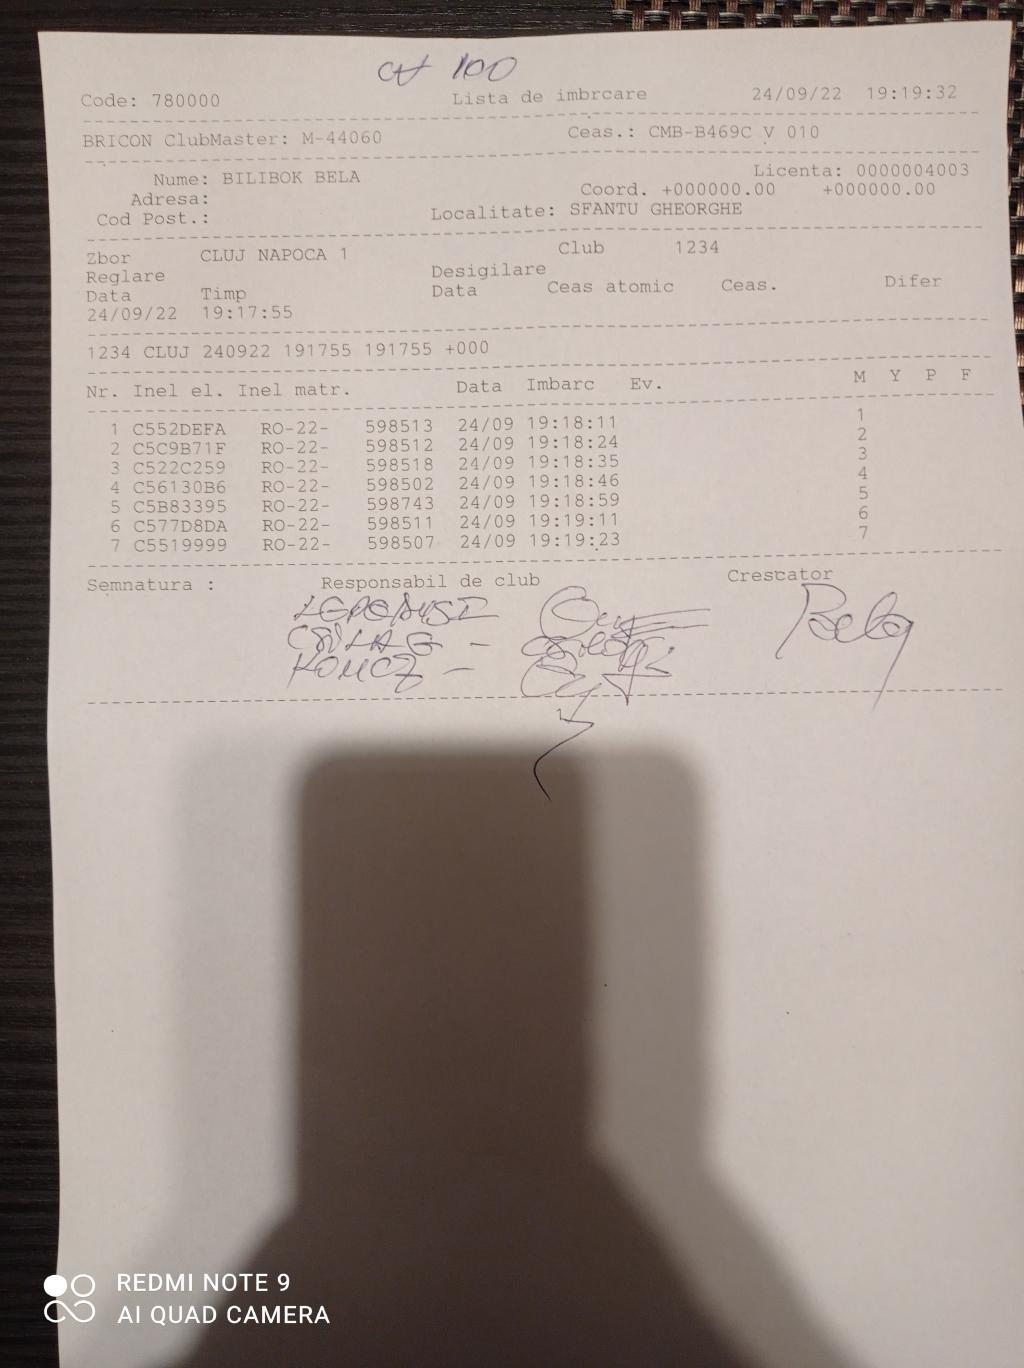 100
Code: 780000 Lista de imbrcare 24/09/22 19:19:32
BRICON ClubMaster: M-44060 Ceas.: CMB-B469C V 010
Nume: BILIBOK BELA Licenta: 0000004003
Adresa: Coord. +000000.00 +000000.00
Cod Post.: Localitate: SFANTU GHEORGHE
Zbor CLUJ NAPOCA 1 Club 1234
Reglare Desigilare
Data Timp Data Ceas atomic Ceas. Difer
24/09/22 19:17:55
1234 CLUJ 240922 191755 191755 +000
Nr. Inel el. Inel matr. Data Imbarc Ev. M Y P F
1 C552DEFA RO-22- 598513 24/09 19:18:11 1
2 C5C9B71F RO-22- 598512 24/09 19:18:24 2
3 C522C259 RO-22- 598518 24/09 19:18:35 3
4 C56130B6 RO-22- 598502 24/09 19:18:46 4
5 C5B83395 RO-22- 598743 24/09 19:18:59 5
6 C577D8DA RO-22- 598511 24/09 19:19:11 6
7 C5519999 RO-22- 598507 24/09 19:19:23 7
Semnatura : Responsabil de club Crescator
Bela
KONCZ -
REDMI NOTE 9
AI QUAD CAMERA